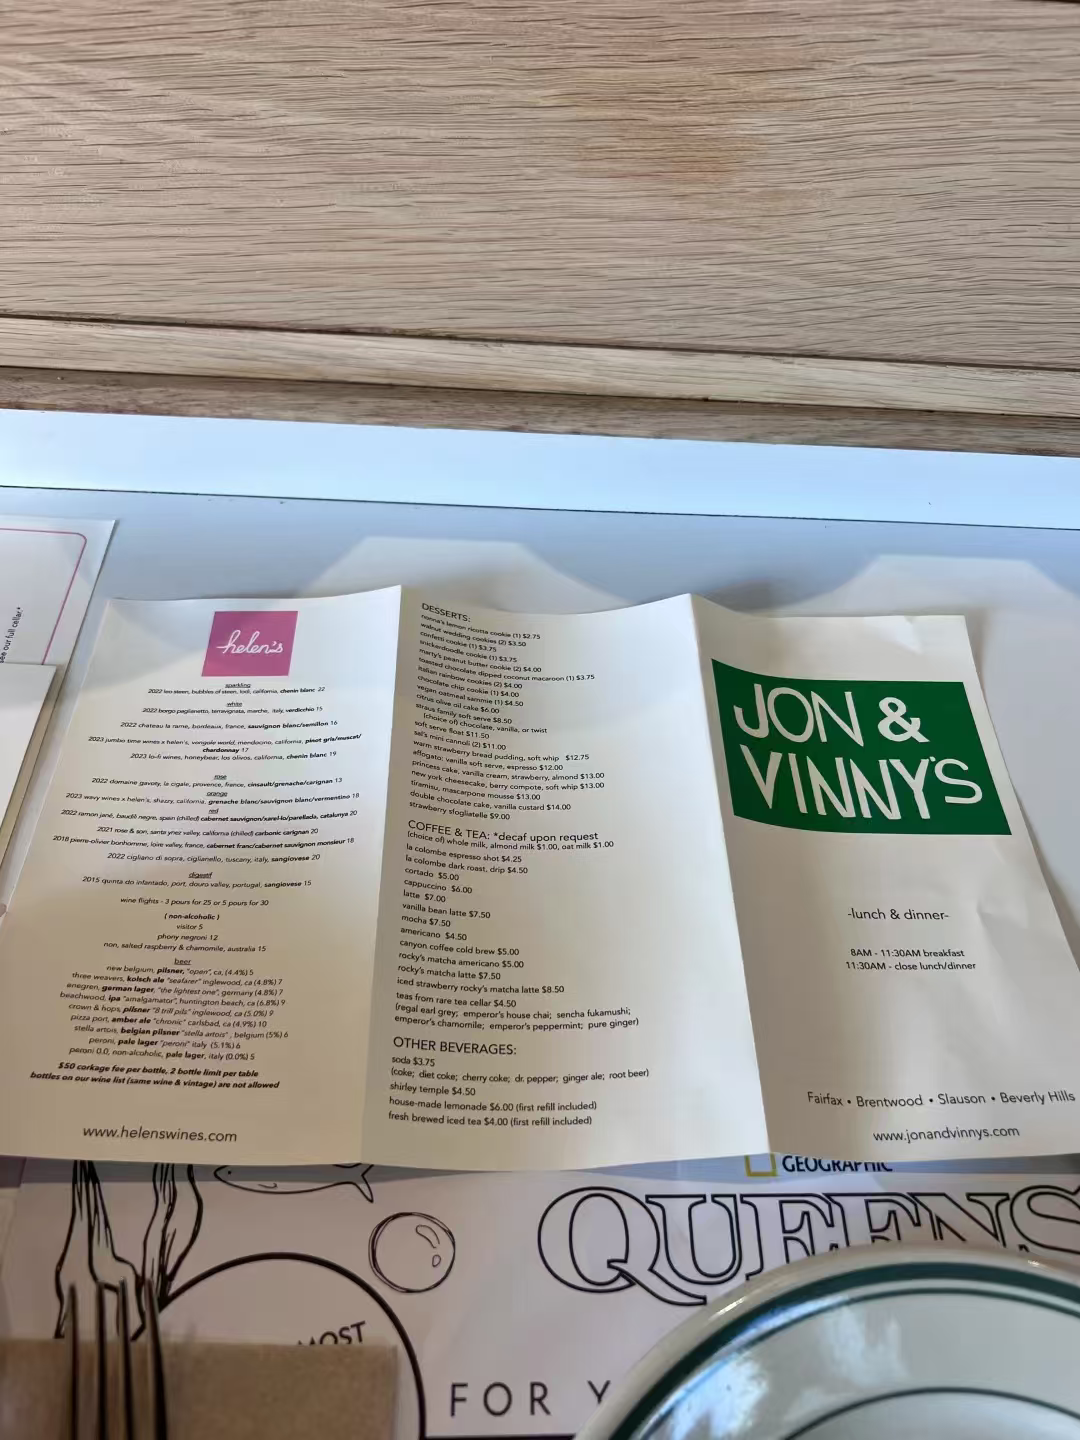 see our full cellar.*
helen's
sparkling
2022 leo steen, bubbles of steen, lodi, california, chenin blanc 22
white
2022 borgo paglianetto, terravignata, marche, italy, verdicchio 15
2022 chateau la rame, bordeaux, france, sauvignon blanc/semillon 16
2023 jumbo time wines x helen's, vangole world, mendocino, california, pinot gris/muscat/
chardonnay 17
2023 lo-fi wines, honeybear, los olivos, california, chenin blanc 19
rose
2022 domaine gavoty, la cigale, provence, france, cinsault/grenache/carignan 13
orange
2023 wavy wines x helen's, shezzy, california, grenache blanc/sauvignon blanc/vermentino 18
red
2022 ramon jané, baudili negre, spain (chilled) cabernet sauvignon/xarel-lo/parellada, catalunya 20
2021 rose & son, santa ynez valley, california (chilled) carbonic carignan 20
2018 pierre-olivier bonhomme, loire valley, france, cabernet franc/cabernet sauvignon monsieur 18
2022 cigliano di sopra, ciglianello, tuscany, italy, sangiovese 20
digestif
2015 quinta do infantado, port, douro valley, portugal, sangiovese 15
wine flights - 3 pours for 25 or 5 pours for 30
( non-alcoholic )
visitor 5
phony negroni 12
non, salted raspberry & chamomile, australia 15
beer
new belgium, pilsner, "open", ca, (4.4%) 5
three weavers, kolsch ale "seafarer" inglewood, ca (4.8%) 7
enegren, german lager, "the lightest one", germany (4.8%) 7
beachwood, ipa "amalgamator", huntington beach, ca (6.8%) 9
crown & hops, pilsner "8 trill pils" inglewood, ca (5.0%) 9
pizza port, amber ale "chronic" carlsbad, ca (4.9%) 10
stella artois, belgian pilsner "stella artois", belgium (5%) 6
peroni, pale lager "peroni" italy (5.1%) 6
peroni 0.0, non-alcoholic, pale lager, italy (0.0%) 5
$50 corkage fee per bottle, 2 bottle limit per table
bottles on our wine list (same wine & vintage) are not allowed
www.helenswines.com
DESSERTS:
lemon ricotta cookie (1) $2.75
walnut wedding cookies (2) $3.50
confetti cookie (1) $3.75
snickerdoodle cookie (1) $3.75
marty's peanut butter cookie (2) $4.00
toasted chocolate dipped coconut macaroon (1) $3.75
italian rainbow cookies (2) $4.00
chocolate chip cookie (1) $4.00
vegan oatmeal sammie (1) $4.50
citrus olive oil cake $6.00
straus family soft serve $8.50
(choice of) chocolate, vanilla, or twist
soft serve float $11.50
sal's mini cannoli (2) $11.00
warm strawberry bread pudding, soft whip $12.75
affogato: vanilla soft serve, espresso $12.00
princess cake, vanilla cream, strawberry, almond $13.00
new york cheesecake, berry compote, soft whip $13.00
tiramisu, mascarpone mousse $13.00
double chocolate cake, vanilla custard $14.00
strawberry sfogliatelle $9.00
COFFEE & TEA: *decaf upon request
(choice of) whole milk, almond milk $1.00, oat milk $1.00
la colombe espresso shot $4.25
la colombe dark roast, drip $4.50
cortado $5.00
cappuccino $6.00
latte $7.00
vanilla bean latte $7.50
mocha $7.50
americano $4.50
canyon coffee cold brew $5.00
rocky's matcha americano $5.00
rocky's matcha latte $7.50
iced strawberry rocky's matcha latte $8.50
teas from rare tea cellar $4.50
(regal earl grey; emperor's house chai; sencha fukamushi;
emperor's chamomile; emperor's peppermint; pure ginger)
OTHER BEVERAGES:
soda $3.75
(coke; diet coke; cherry coke; dr. pepper; ginger ale; root beer)
shirley temple $4.50
house-made lemonade $6.00 (first refill included)
fresh brewed iced tea $4.00 (first refill included)
JON &
VINNY'S
-lunch & dinner-
8AM - 11:30AM breakfast
11:30AM - close lunch/dinner
Fairfax • Brentwood • Slauson • Beverly Hills
www.jonandvinnys.com
GEOGRAPHIC
QUEENS
MOST
FOR Y